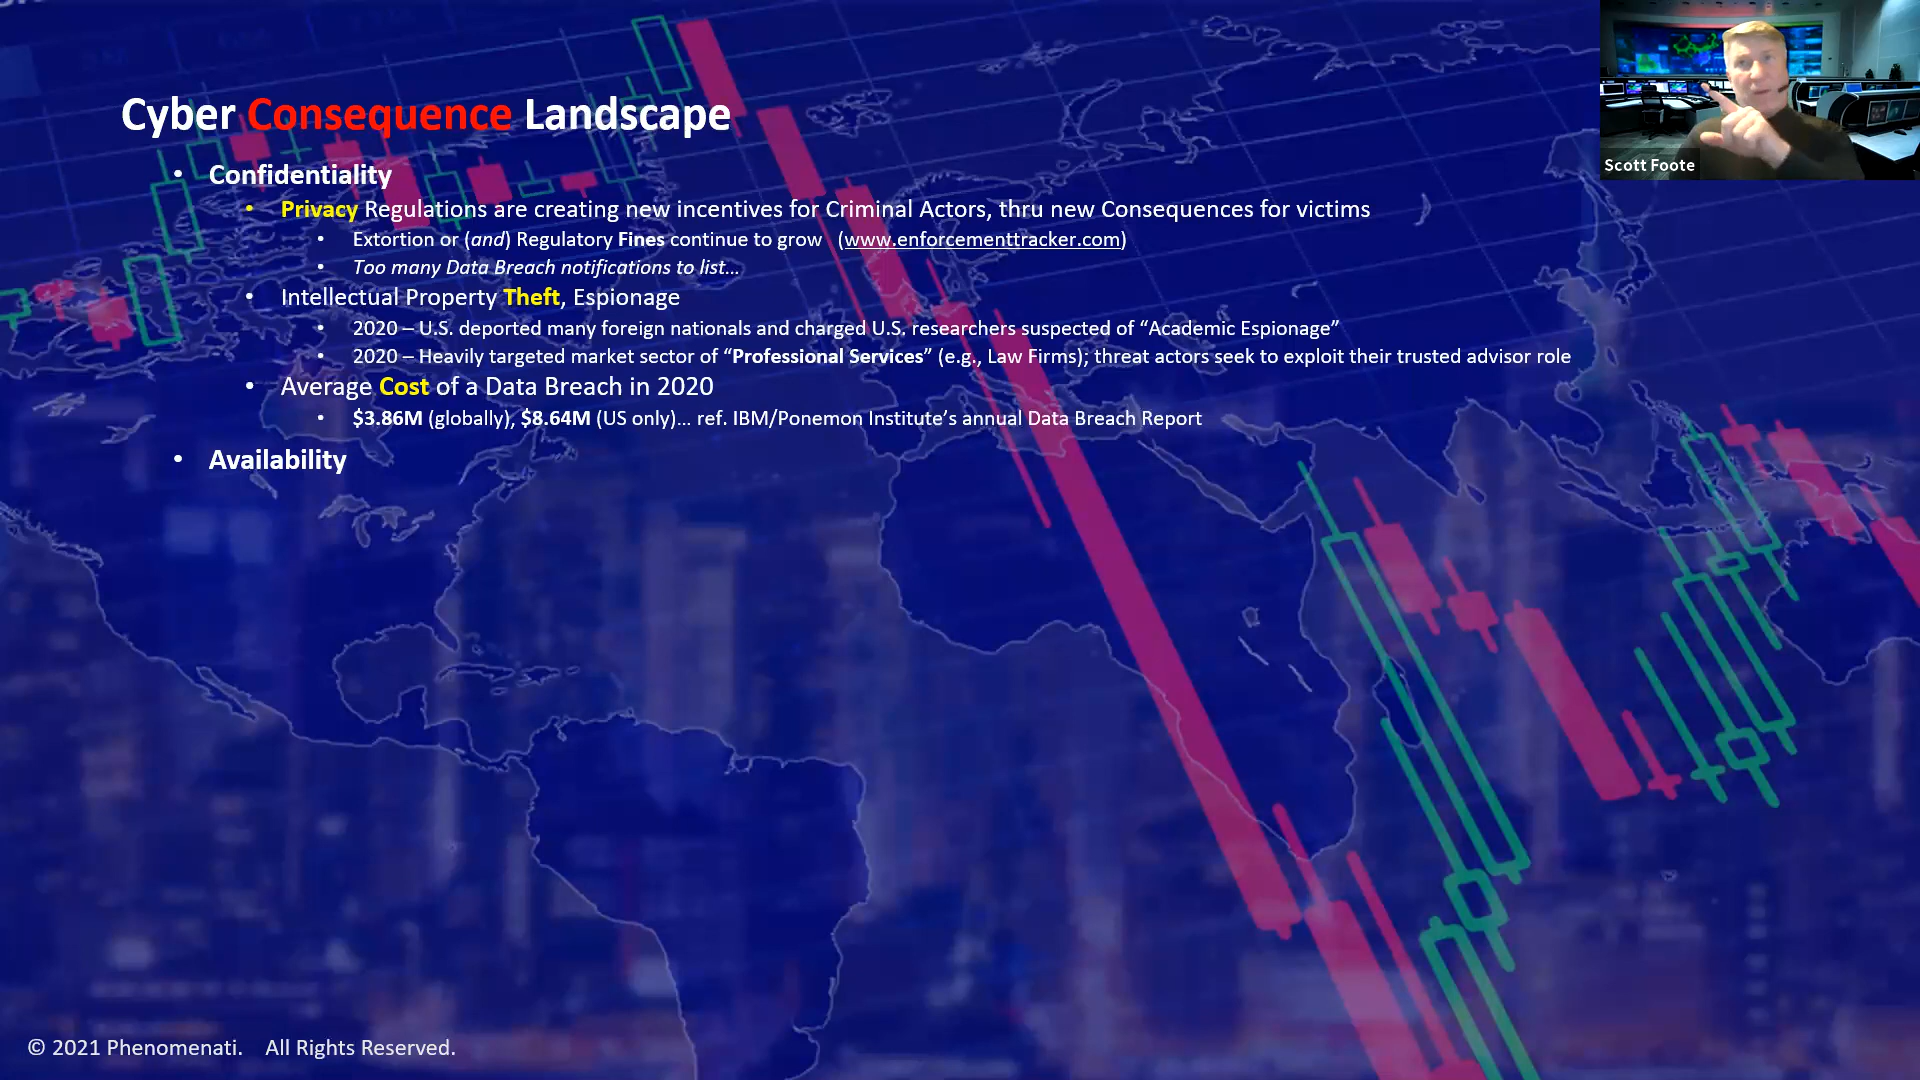 Cyber Consequence Landscape
• Confidentiality
• Privacy Regulations are creating new incentives for Criminal Actors, thru new Consequences for victims
• Extortion or (and) Regulatory Fines continue to grow (www.enforcementtracker.com)
• Too many Data Breach notifications to list...
• Intellectual Property Theft, Espionage
• 2020 – U.S. deported many foreign nationals and charged U.S. researchers suspected of “Academic Espionage”
• 2020 – Heavily targeted market sector of “Professional Services” (e.g., Law Firms); threat actors seek to exploit their trusted advisor role
• Average Cost of a Data Breach in 2020
• $3.86M (globally), $8.64M (US only)... ref. IBM/Ponemon Institute’s annual Data Breach Report
• Availability
Scott Foote
© 2021 Phenomenati. All Rights Reserved.